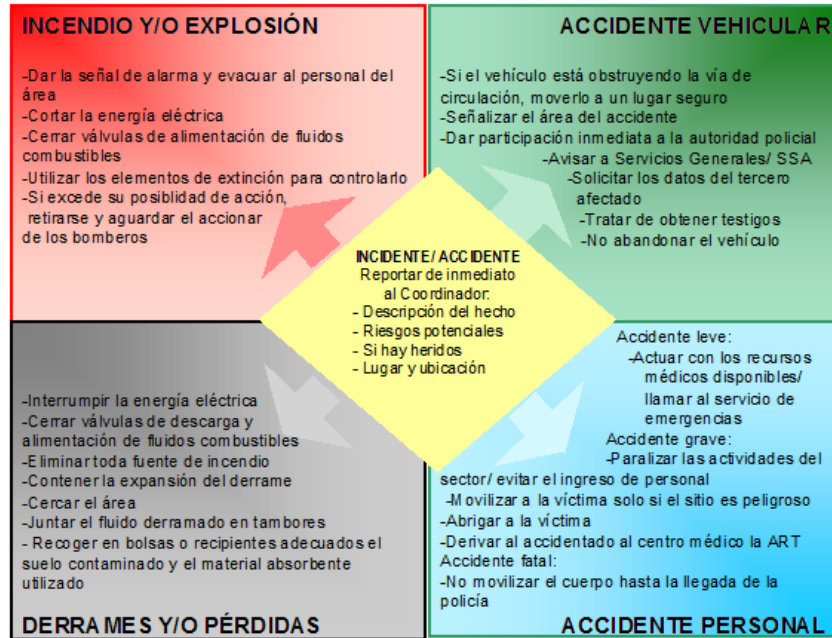 INCENDIO Y/O EXPLOSIÓN
-Dar la señal de alarma y evacuar al personal del
área
-Cortar la energía eléctrica
-Cerrar válvulas de alimentación de fluidos
combustibles
-Utilizar los elementos de extinción para controlarlo
-Si excede su posiblidad de acción,
retirarse y aguardar el accionar
de los bomberos
ACCIDENTE VEHICULAR
-Si el vehículo está obstruyendo la vía de
circulación, moverlo a un lugar seguro
-Señalizar el área del accidente
-Dar participación inmediata a la autoridad policial
-Avisar a Servicios Generales/ SSA
-Solicitar los datos del tercero
afectado
-Tratar de obtener testigos
-No abandonar el vehículo
INCIDENTE/ ACCIDENTE
Reportar de inmediato
al Coordinador:
- Descripción del hecho
- Riesgos potenciales
- Si hay heridos
- Lugar y ubicación
-Interrumpir la energía eléctrica
-Cerrar válvulas de descarga y
alimentación de fluidos combustibles
-Eliminar toda fuente de incendio
-Contener la expansión del derrame
-Cercar el área
-Juntar el fluido derramado en tambores
- Recoger en bolsas o recipientes adecuados el
suelo contaminado y el material absorbente
utilizado
DERRAMES Y/O PÉRDIDAS
Accidente leve:
-Actuar con los recursos
médicos disponibles/
llamar al servicio de
emergencias
Accidente grave:
-Paralizar las actividades del
sector/ evitar el ingreso de personal
-Movilizar a la víctima solo si el sitio es peligroso
-Abrigar a la víctima
-Derivar al accidentado al centro médico la ART
Accidente fatal:
-No movilizar el cuerpo hasta la llegada de la
policía
ACCIDENTE PERSONAL